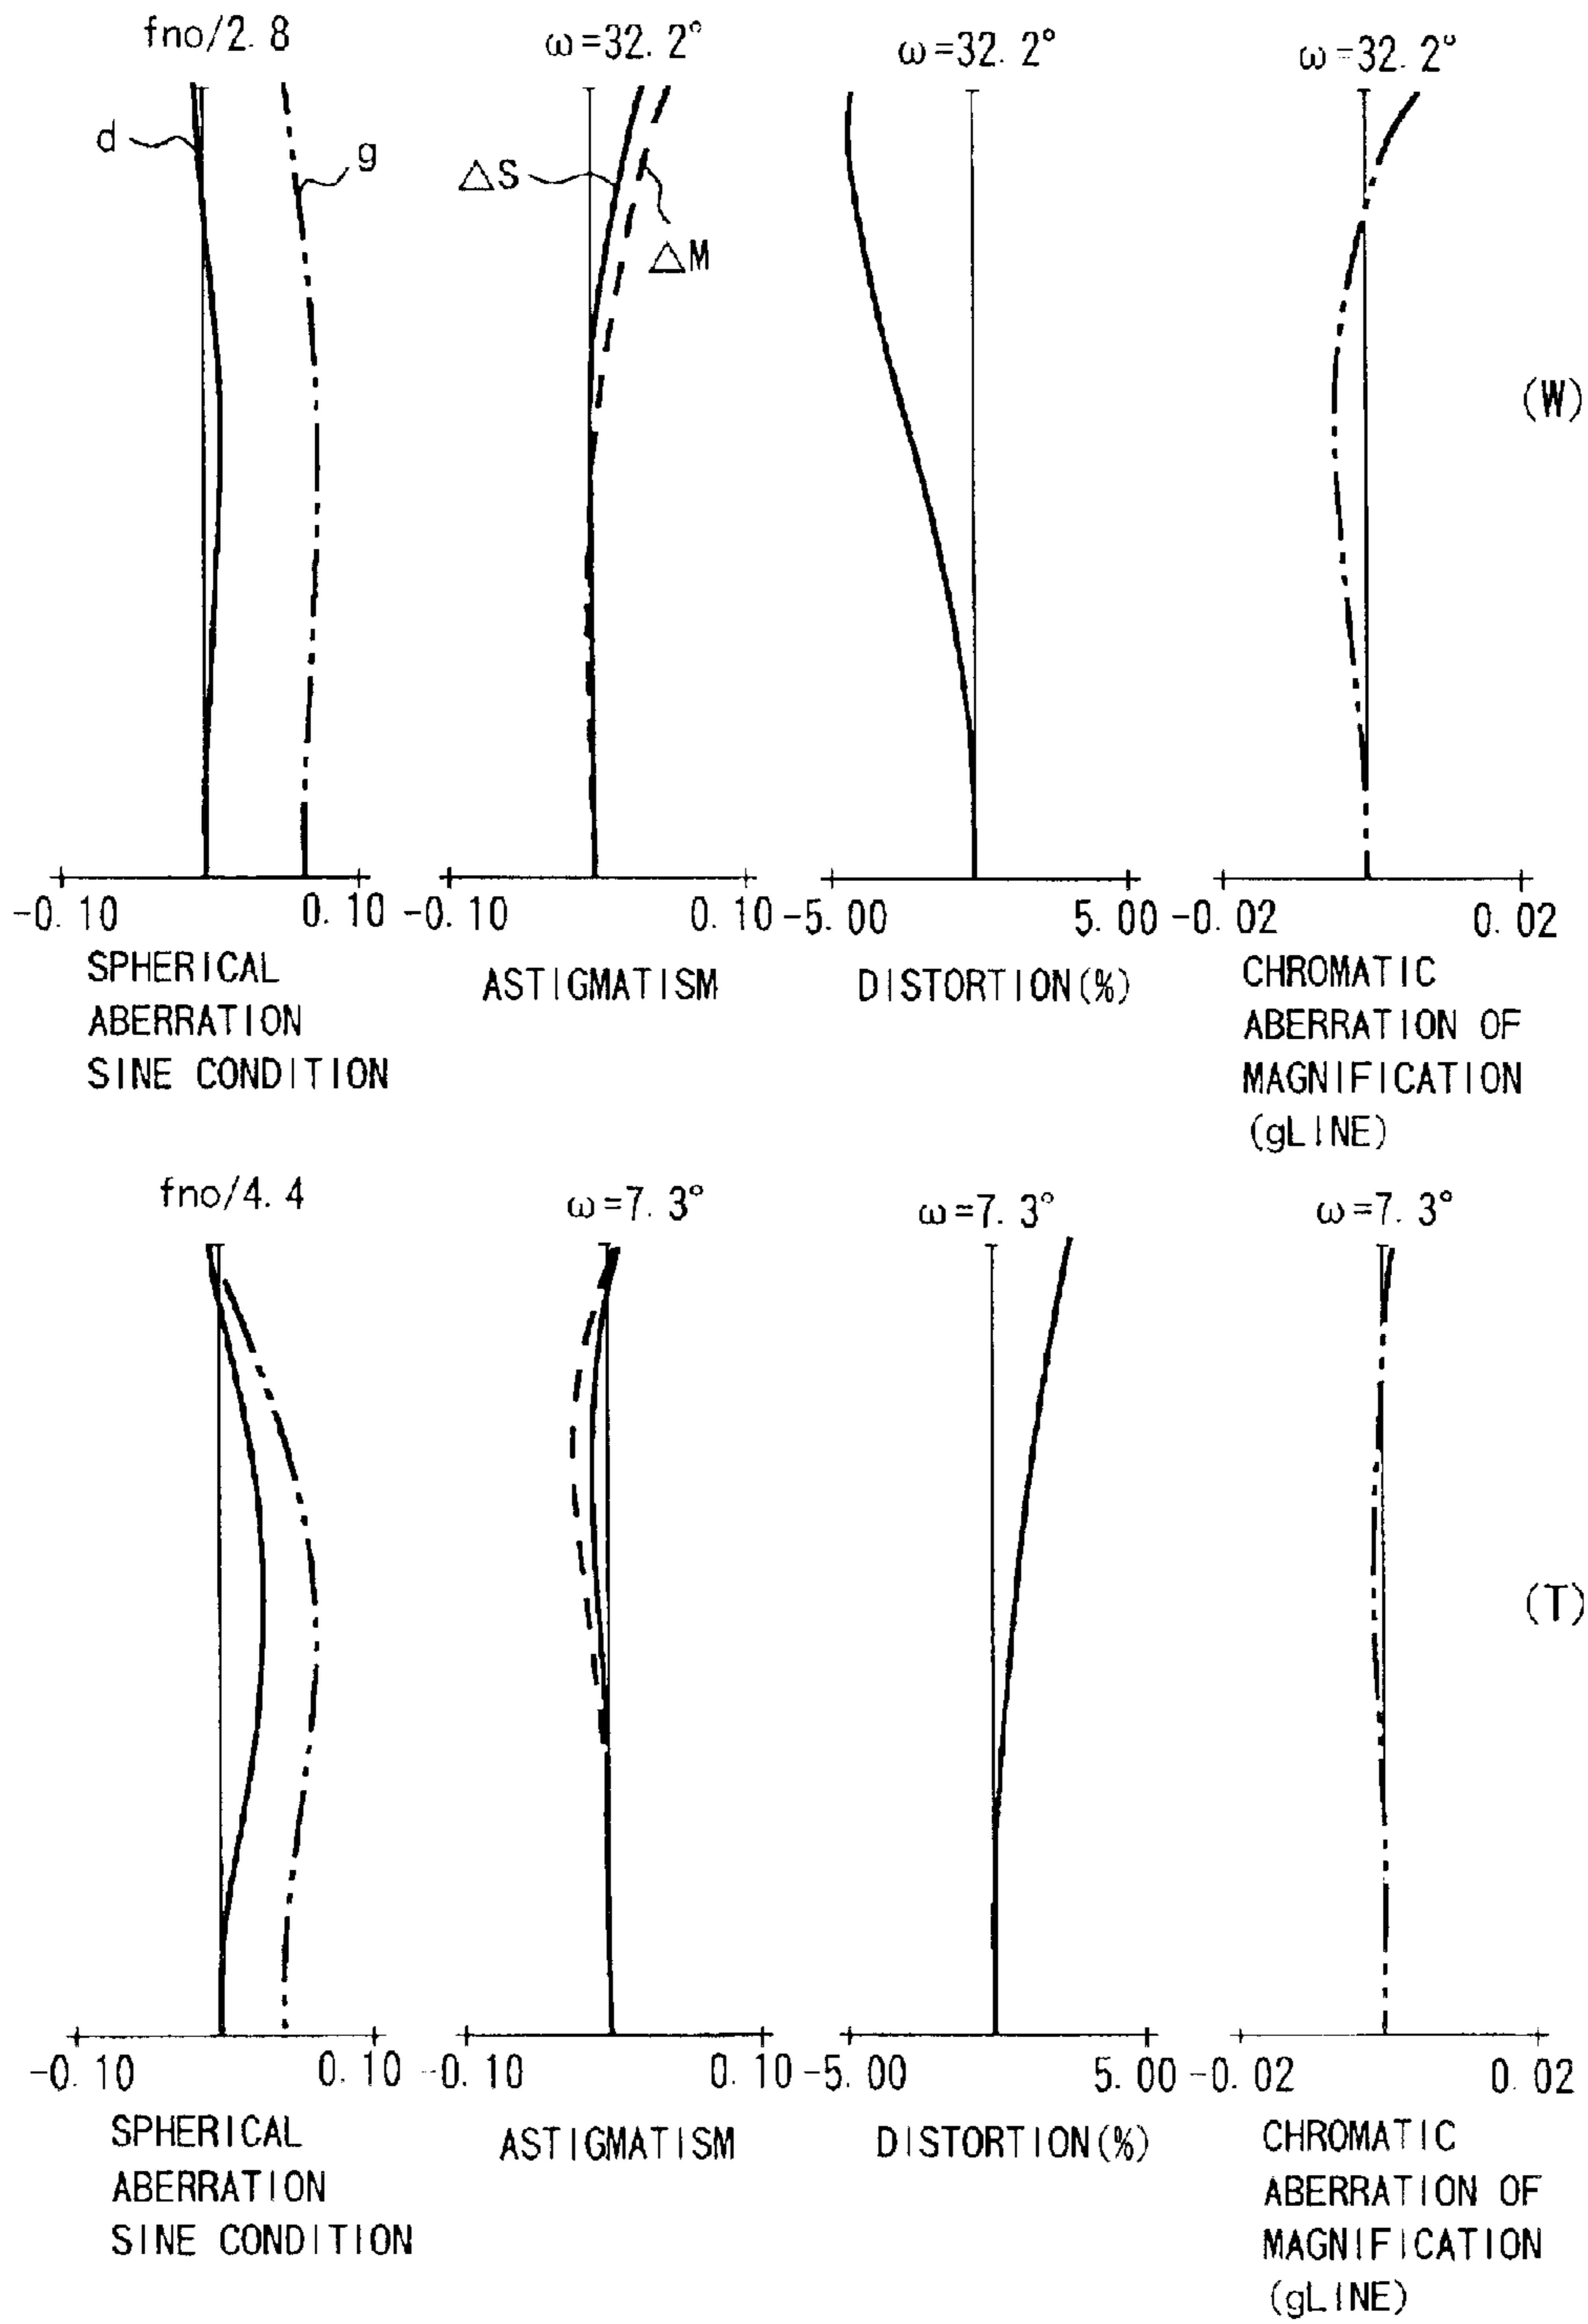 fno/2.8
ω=32.2°
ω=32.2°
ω=32.2°
d
g
ΔS
ΔM
(W)
-0.10
0.10
-0.10
0.10
-5.00
5.00
-0.02
0.02
SPHERICAL
ABERRATION
SINE CONDITION
ASTIGMATISM
DISTORTION(%)
CHROMATIC
ABERRATION OF
MAGNIFICATION
(gLINE)
fno/4.4
ω=7.3°
ω=7.3°
ω=7.3°
(T)
-0.10
0.10
-0.10
0.10
-5.00
5.00
-0.02
0.02
SPHERICAL
ABERRATION
SINE CONDITION
ASTIGMATISM
DISTORTION(%)
CHROMATIC
ABERRATION OF
MAGNIFICATION
(gLINE)